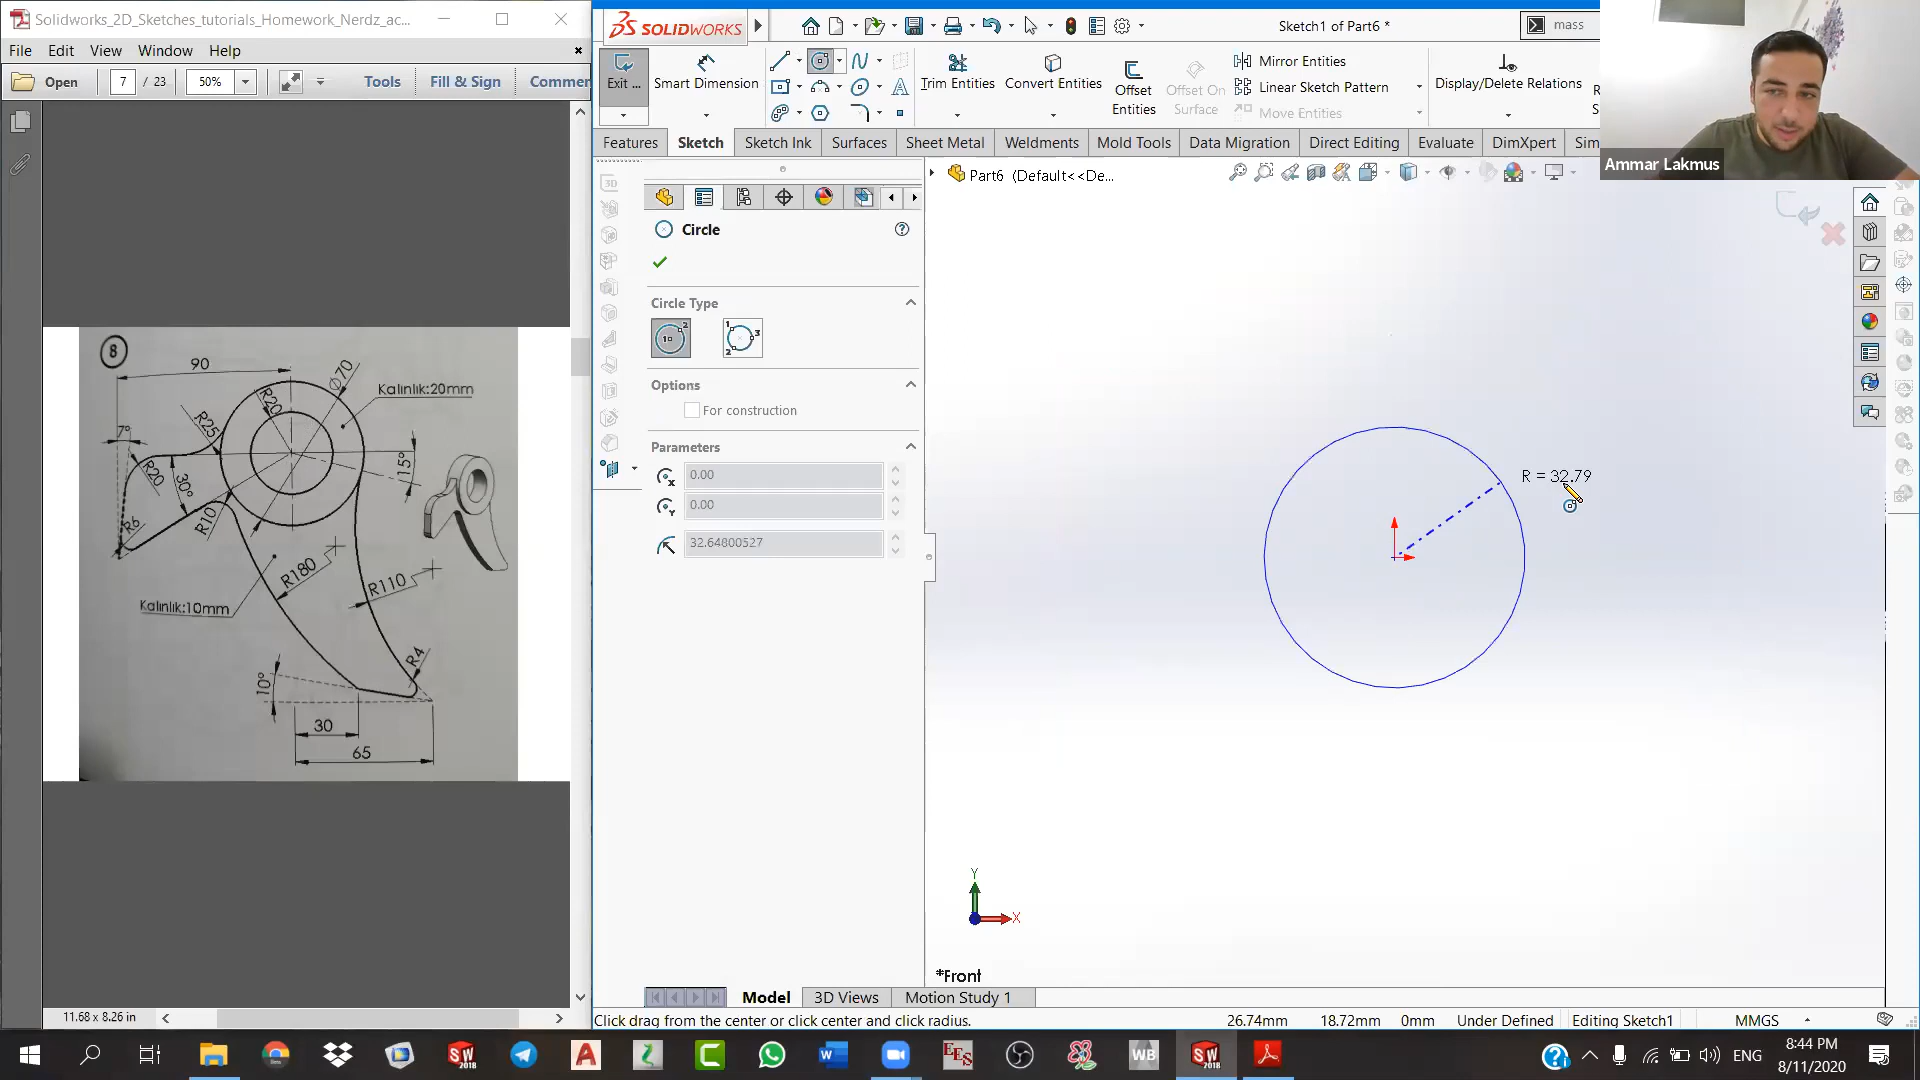 Solidworks_2D_Sketches_tutorials_Homework_Nerdz_ac...
File Edit View Window Help
Open 7 / 23 50% Tools Fill & Sign Commen
8
90
Ø70
Kalınlık:20mm
R20
R25
7°
R20
30°
15°
R6
R10
R180
R110
Kalınlık:10mm
R4
10°
30
65
11.68 x 8.26 in
SOLIDWORKS
Sketch1 of Part6 *
mass
Exit ...
Smart Dimension
Trim Entities
Convert Entities
Offset Entities
Offset On Surface
Mirror Entities
Linear Sketch Pattern
Move Entities
Display/Delete Relations
R
S
Features Sketch Sketch Ink Surfaces Sheet Metal Weldments Mold Tools Data Migration Direct Editing Evaluate DimXpert Sim
Ammar Lakmus
Part6 (Default<<De...
Circle
Circle Type
Options
For construction
Parameters
0.00
0.00
32.64800527
R = 32.79
Y
X
*Front
Model 3D Views Motion Study 1
Click drag from the center or click center and click radius.
26.74mm 18.72mm 0mm Under Defined Editing Sketch1 MMGS
SW 2018
EES
WB
SW 2018
ENG
8:44 PM
8/11/2020